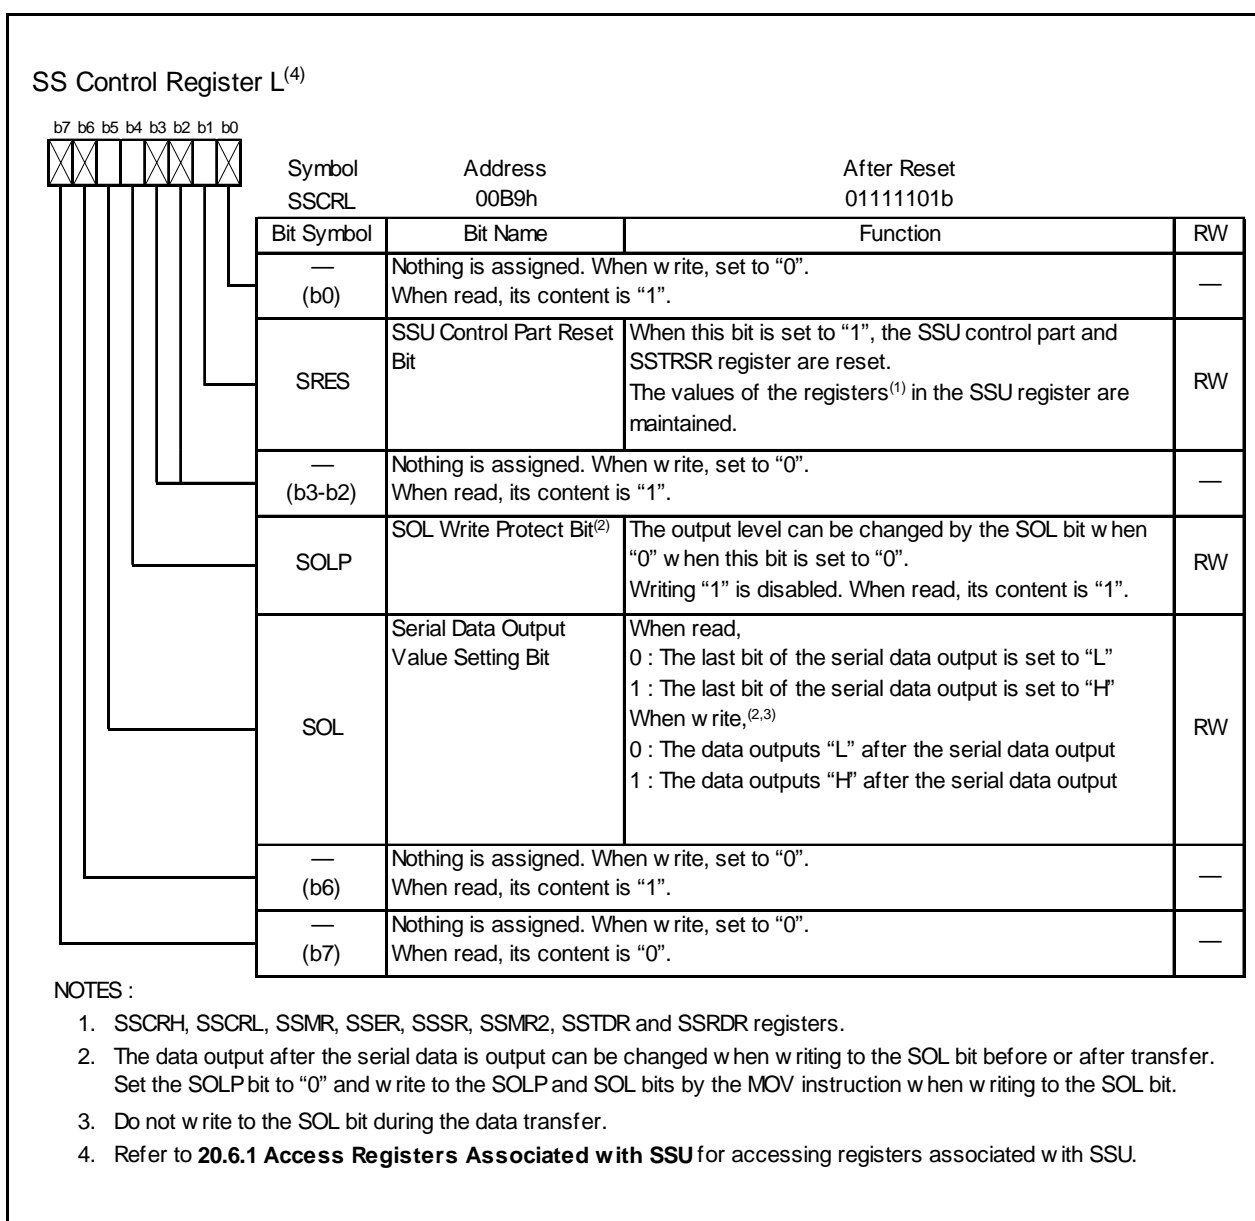 SS Control Register L(4)
b7 b6 b5 b4 b3 b2 b1 b0
Symbol Address After Reset
SSCRL 00B9h 01111101b
Bit Symbol Bit Name Function RW
— (b0) Nothing is assigned. When write, set to “0”.
When read, its content is “1”. —
SRES SSU Control Part Reset Bit When this bit is set to “1”, the SSU control part and
SSTRSR register are reset.
The values of the registers(1) in the SSU register are
maintained. RW
— (b3-b2) Nothing is assigned. When write, set to “0”.
When read, its content is “1”. —
SOLP SOL Write Protect Bit(2) The output level can be changed by the SOL bit when
“0” when this bit is set to “0”.
Writing “1” is disabled. When read, its content is “1”. RW
SOL Serial Data Output Value Setting Bit When read,
0 : The last bit of the serial data output is set to “L”
1 : The last bit of the serial data output is set to “H”
When write,(2,3)
0 : The data outputs “L” after the serial data output
1 : The data outputs “H” after the serial data output RW
— (b6) Nothing is assigned. When write, set to “0”.
When read, its content is “1”. —
— (b7) Nothing is assigned. When write, set to “0”.
When read, its content is “0”. —
NOTES :
1. SSCRH, SSCRL, SSMR, SSER, SSSR, SSMR2, SSTDR and SSRDR registers.
2. The data output after the serial data is output can be changed when writing to the SOL bit before or after transfer.
Set the SOLP bit to “0” and write to the SOLP and SOL bits by the MOV instruction when writing to the SOL bit.
3. Do not write to the SOL bit during the data transfer.
4. Refer to 20.6.1 Access Registers Associated with SSU for accessing registers associated with SSU.